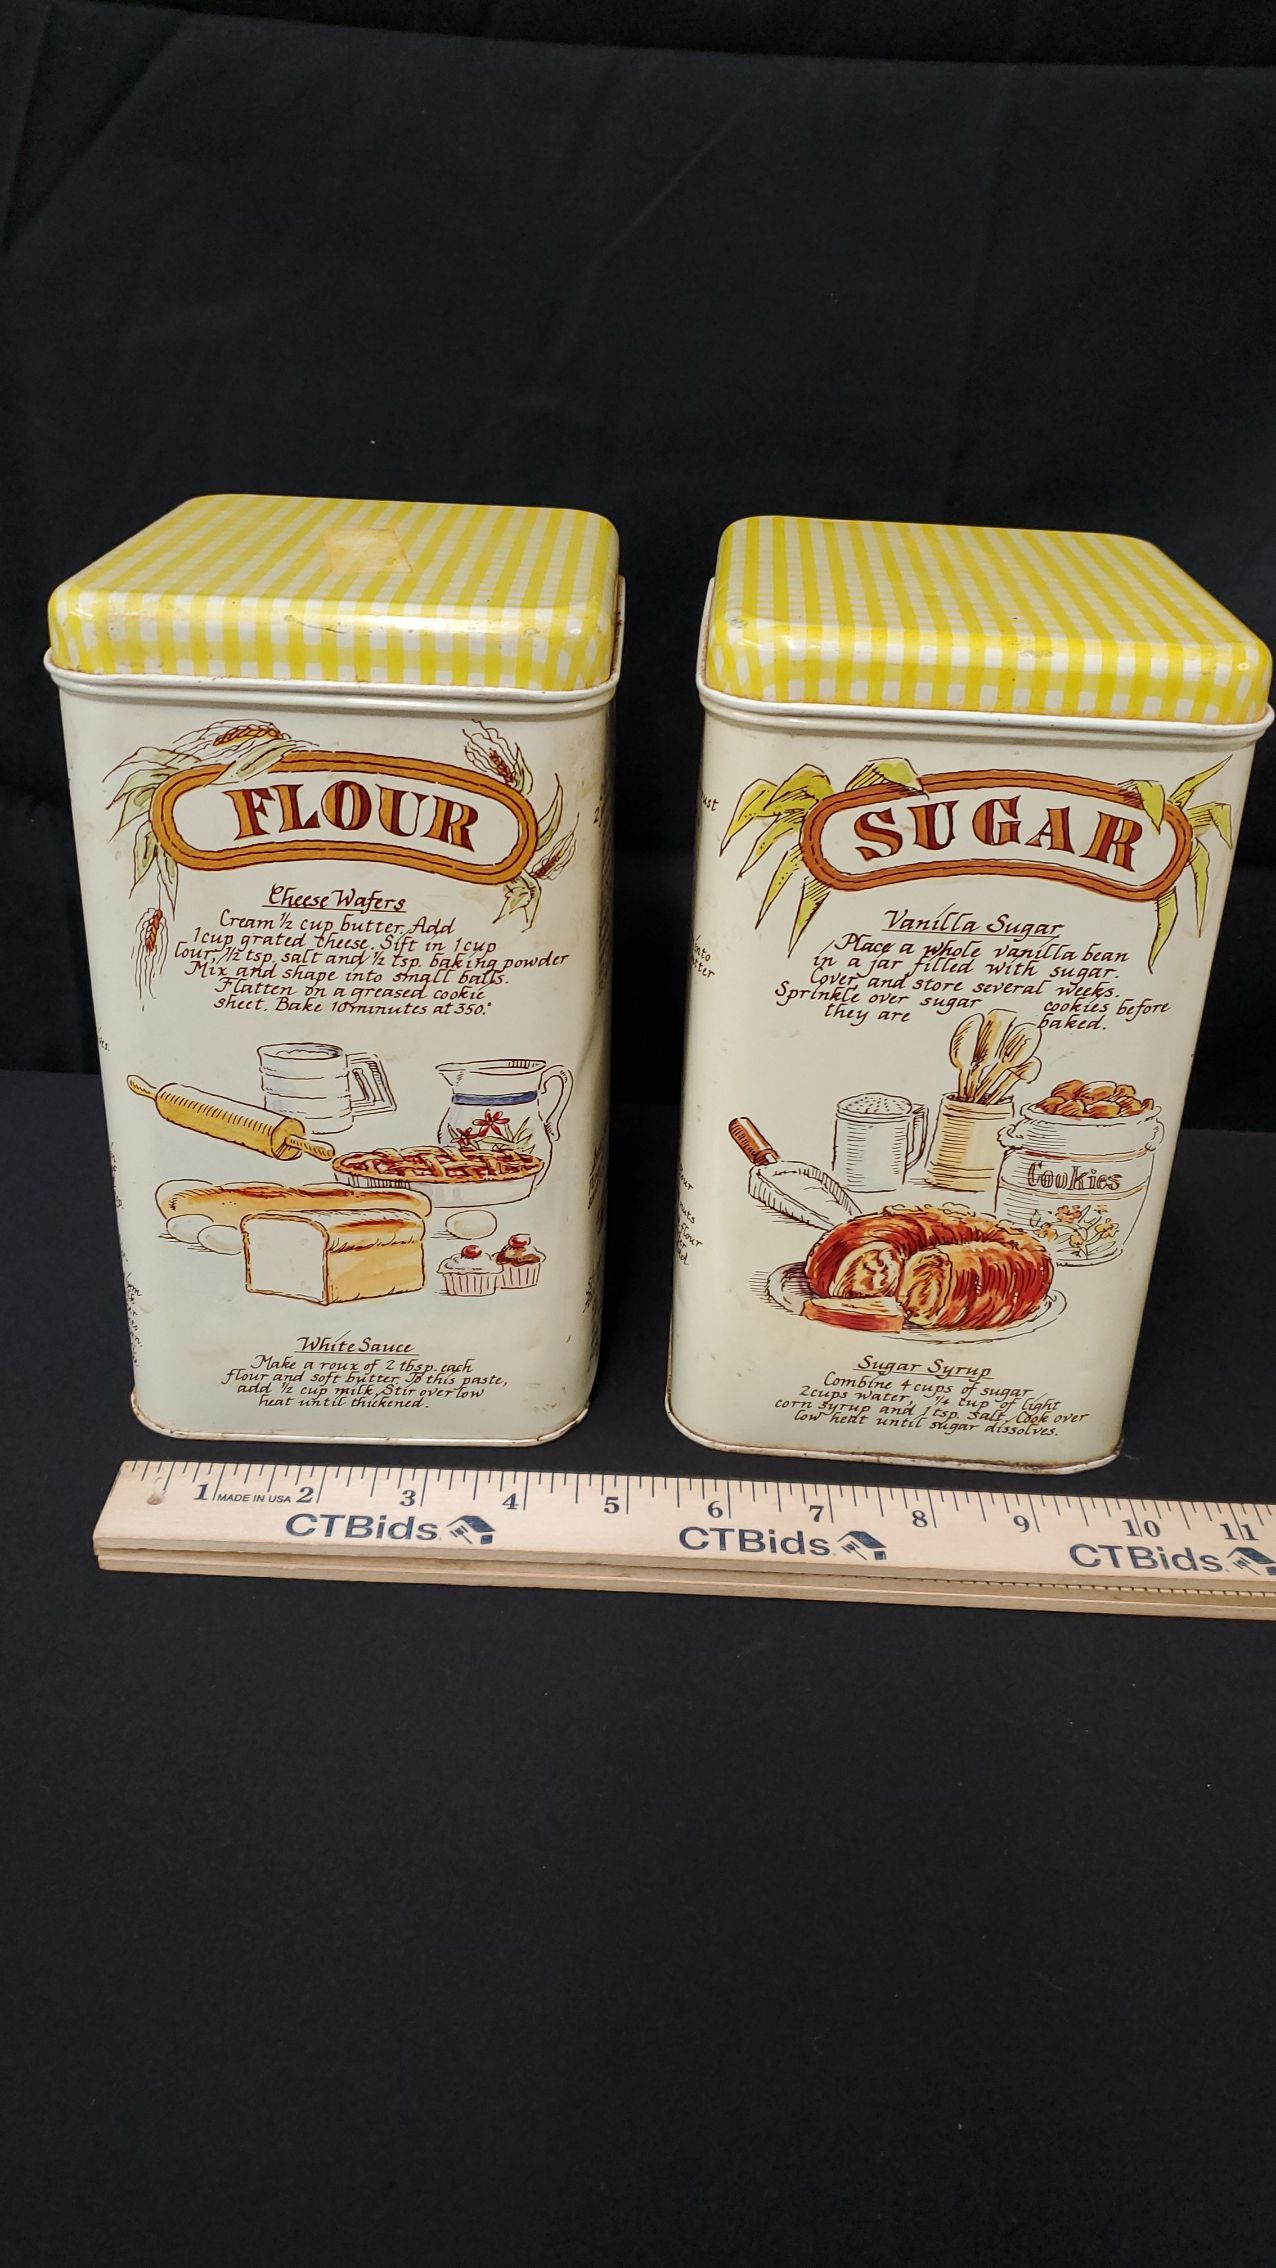 FLOUR
Cheese Wafers
Cream ½ cup butter. Add
1 cup grated cheese. Sift in 1 cup
lour, ½ tsp. salt and ½ tsp. baking powder
Mix and shape into small balls.
Flatten on a greased cookie
sheet. Bake 10 minutes at 350°.
White Sauce
Make a roux of 2 tbsp. each
flour and soft butter. To this paste,
add ½ cup milk. Stir over low
heat until thickened.
SUGAR
Vanilla Sugar
Place a whole vanilla bean
in a jar filled with sugar.
Cover and store several weeks.
Sprinkle over sugar cookies before
they are baked.
Cookies
Sugar Syrup
Combine 4 cups of sugar,
2 cups water, ¼ cup of light
corn syrup and 1 tsp. salt. Cook over
low heat until sugar dissolves.
1 MADE IN USA 2 3 4 5 6 7 8 9 10 11
CTBids CTBids CTBids